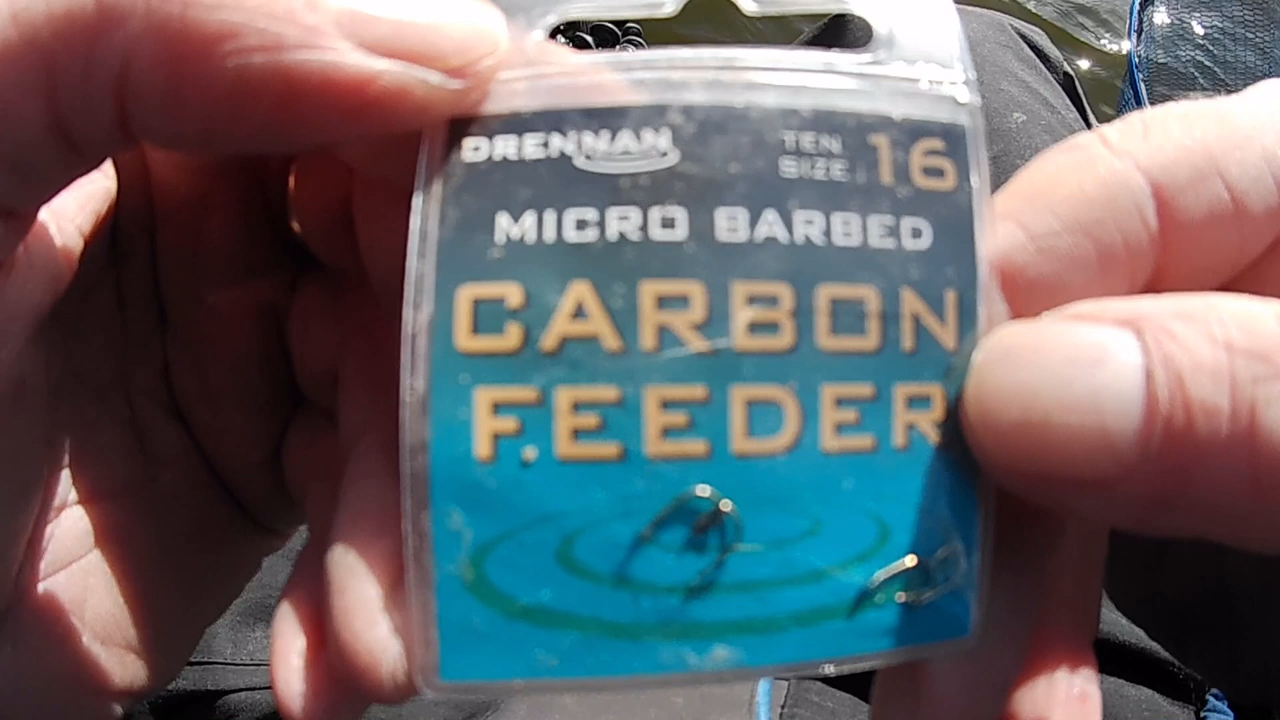 DRENNAN
TEN SIZE 16
MICRO BARBED
CARBON
FEEDER